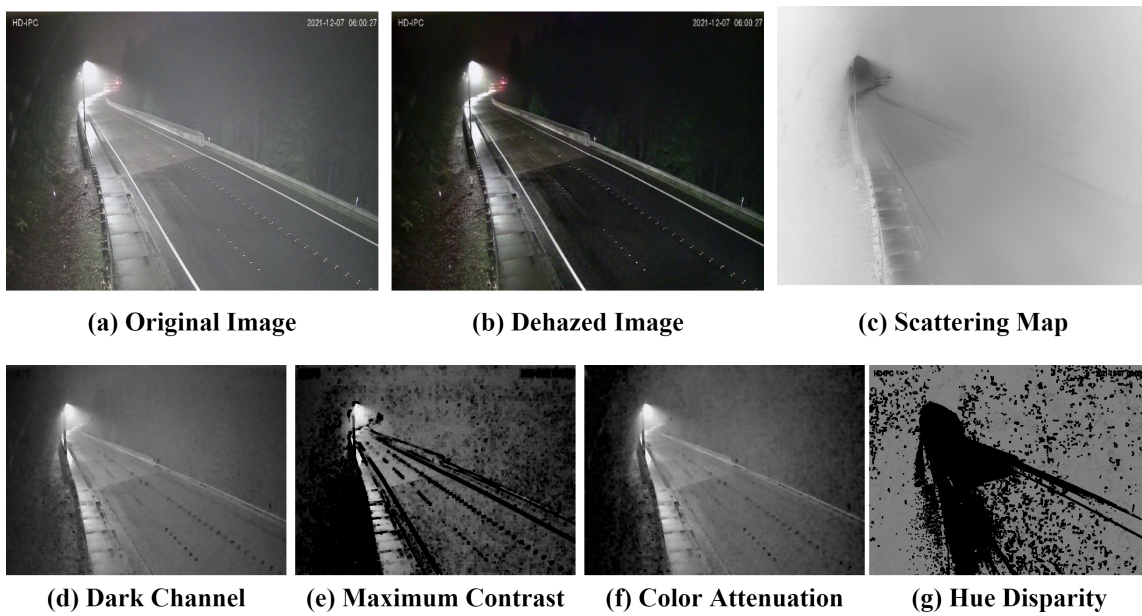 HD-IPC 2021-12-07 06:00:27
HD-IPC 2021-12-07 06:00:27
(a) Original Image
(b) Dehazed Image
(c) Scattering Map
HD-IPC
(d) Dark Channel
(e) Maximum Contrast
(f) Color Attenuation
(g) Hue Disparity